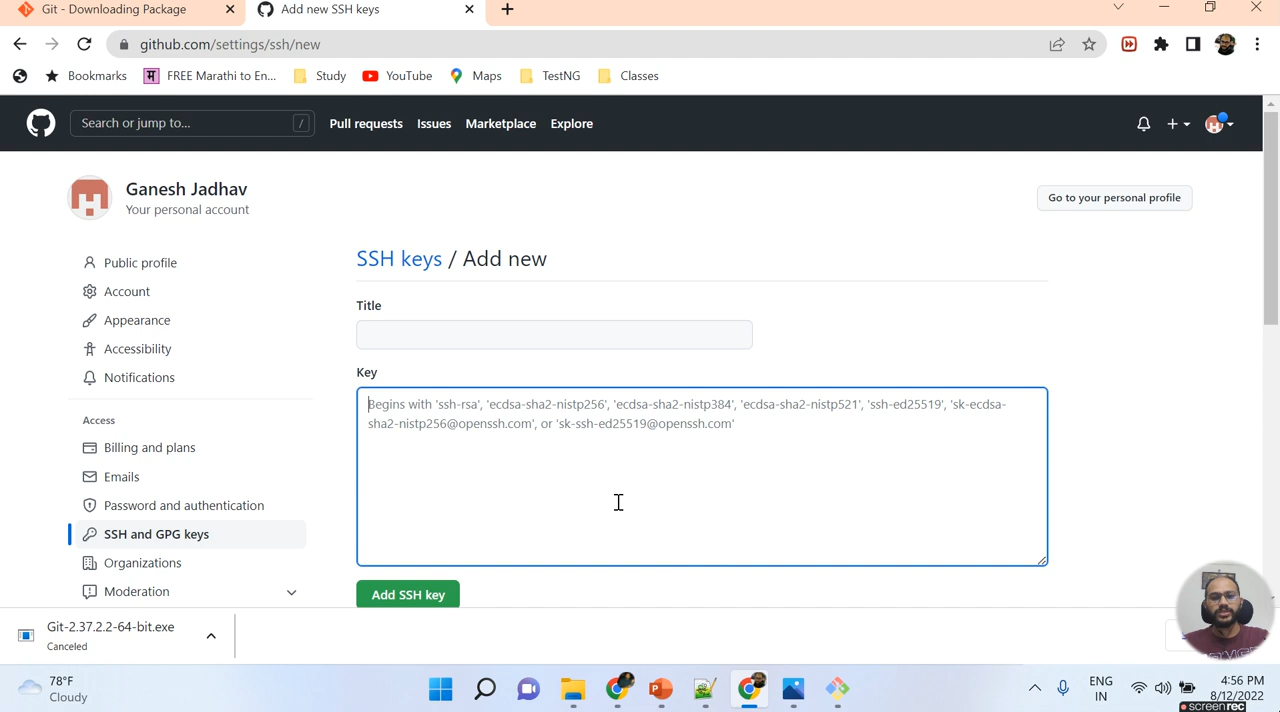 Git - Downloading Package
Add new SSH keys
github.com/settings/ssh/new
Bookmarks
म FREE Marathi to En...
Study
YouTube
Maps
TestNG
Classes
Search or jump to... /
Pull requests
Issues
Marketplace
Explore
Ganesh Jadhav
Your personal account
Go to your personal profile
Public profile
Account
Appearance
Accessibility
Notifications
Access
Billing and plans
Emails
Password and authentication
SSH and GPG keys
Organizations
Moderation
SSH keys / Add new
Title
Key
Begins with 'ssh-rsa', 'ecdsa-sha2-nistp256', 'ecdsa-sha2-nistp384', 'ecdsa-sha2-nistp521', 'ssh-ed25519', 'sk-ecdsa-
sha2-nistp256@openssh.com', or 'sk-ssh-ed25519@openssh.com'
Add SSH key
Git-2.37.2.2-64-bit.exe
Canceled
78°F
Cloudy
ENG
IN
4:56 PM
8/12/2022
screenrec